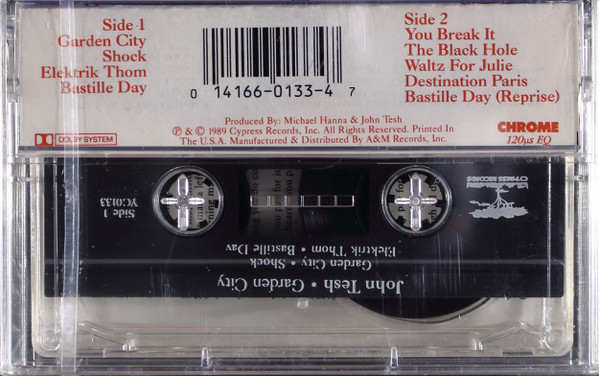 Side 1
Garden City
Shock
Elektrik Thom
Bastille Day
0 14166-0133-4 7
Side 2
You Break It
The Black Hole
Waltz For Julie
Destination Paris
Bastille Day (Reprise)
Produced By: Michael Hanna & John Tesh
℗ & © 1989 Cypress Records, Inc. All Rights Reserved. Printed In
The U.S.A. Manufactured & Distributed By A&M Records, Inc.
DOLBY SYSTEM
CHROME
120μs EQ
John Tesh • Garden City
Garden City • Shock
Elektrik Thom • Bastille Day
Side 1
YC0133
CYPRESS RECORDS